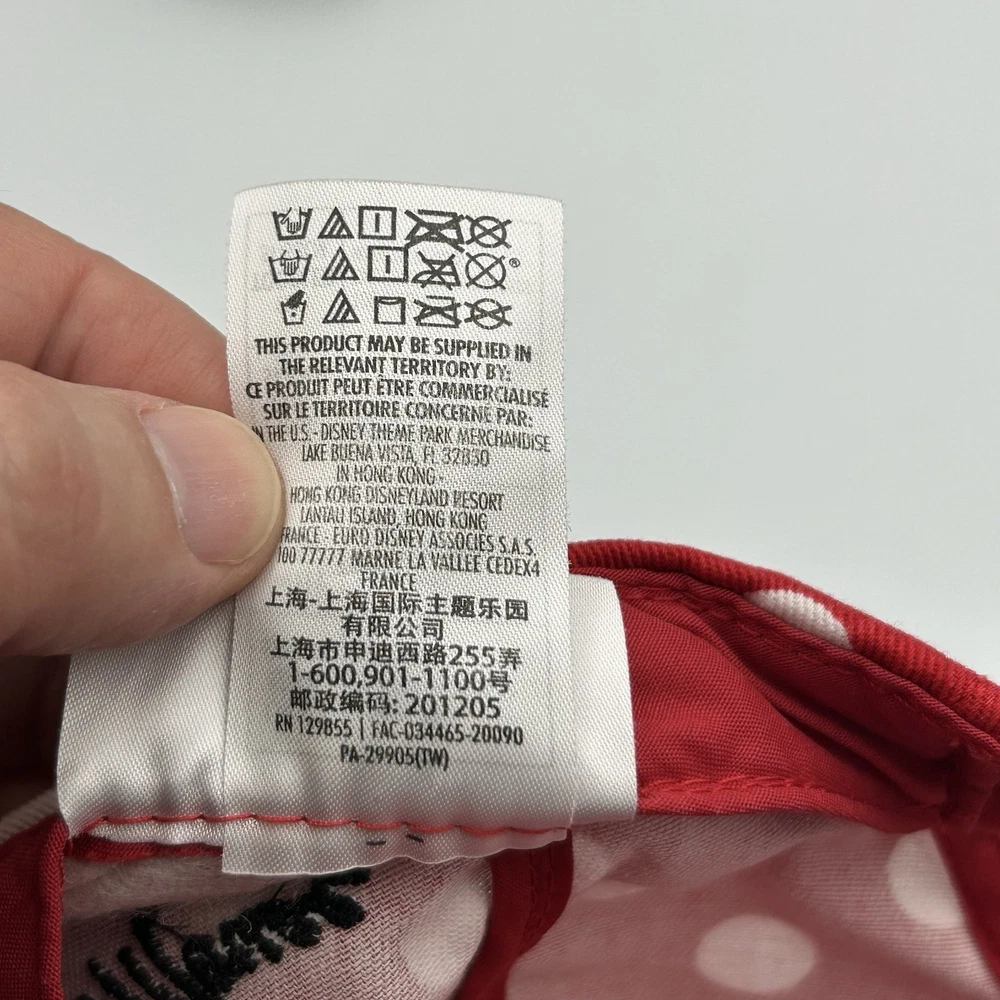 THIS PRODUCT MAY BE SUPPLIED IN
THE RELEVANT TERRITORY BY:
CE PRODUIT PEUT ÊTRE COMMERCIALISÉ
SUR LE TERRITOIRE CONCERNÉ PAR:
IN THE U.S. - DISNEY THEME PARK MERCHANDISE
LAKE BUENA VISTA, FL 32830
IN HONG KONG -
HONG KONG DISNEYLAND RESORT
LANTAU ISLAND, HONG KONG
FRANCE - EURO DISNEY ASSOCIES S.A.S.
100 77777 MARNE LA VALLEE CEDEX4
FRANCE
上海-上海国际主题乐园
有限公司
上海市申迪西路255弄
1-600,901-1100号
邮政编码: 201205
RN 129855 | FAC-034465-20090
PA-29905(TW)